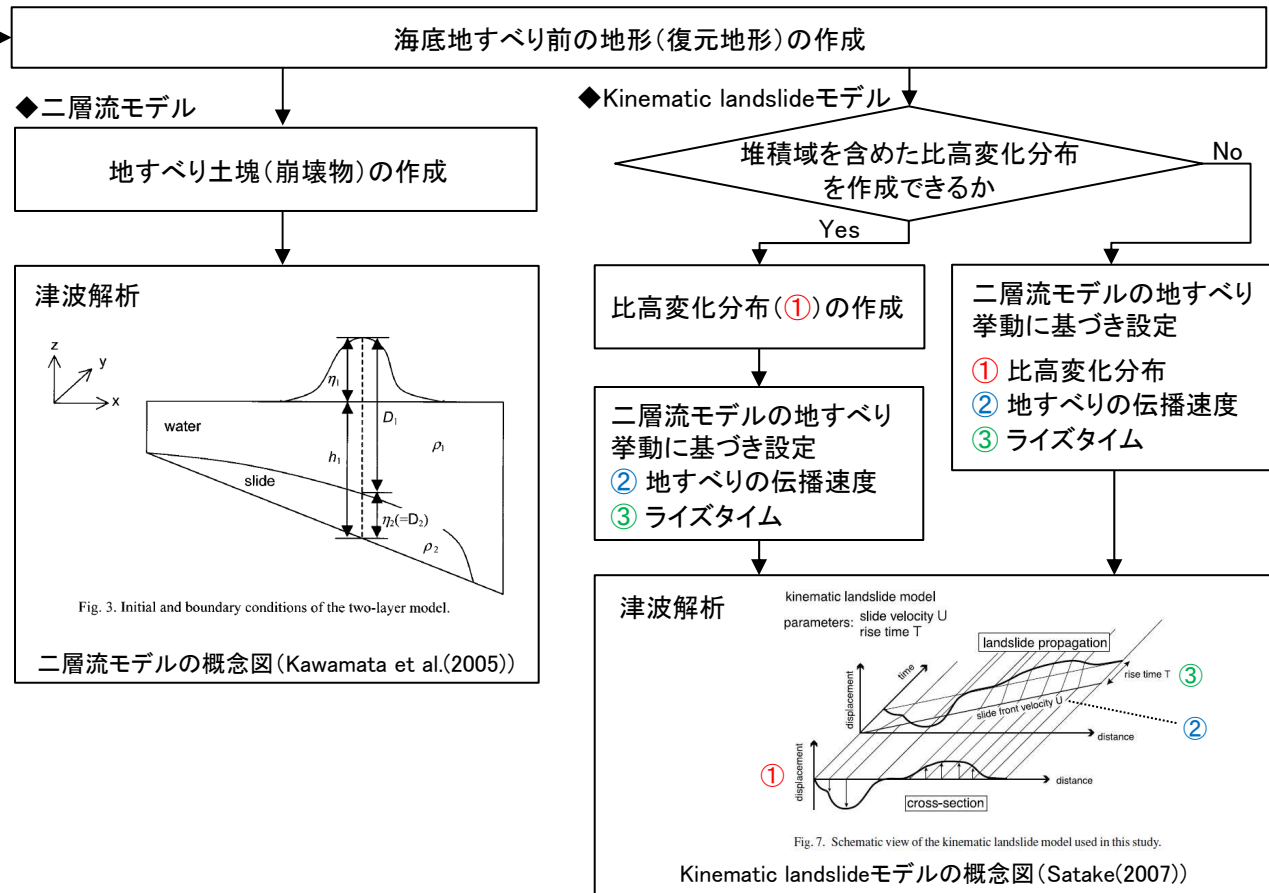 海底地すべり前の地形(復元地形)の作成
◆二層流モデル
地すべり土塊(崩壊物)の作成
津波解析
z
y
x
η₁
D₁
water
h₁
ρ₁
slide
η₂(=D₂)
ρ₂
Fig. 3. Initial and boundary conditions of the two-layer model.
二層流モデルの概念図(Kawamata et al.(2005))
◆Kinematic landslideモデル
堆積域を含めた比高変化分布
を作成できるか
No
Yes
比高変化分布(①)の作成
二層流モデルの地すべり
挙動に基づき設定
② 地すべりの伝播速度
③ ライズタイム
二層流モデルの地すべり
挙動に基づき設定
① 比高変化分布
② 地すべりの伝播速度
③ ライズタイム
津波解析
kinematic landslide model
parameters: slide velocity U
rise time T
landslide propagation
time
rise time T
③
displacement
slide front velocity U
②
distance
①
displacement
distance
cross-section
Fig. 7. Schematic view of the kinematic landslide model used in this study.
Kinematic landslideモデルの概念図(Satake(2007))